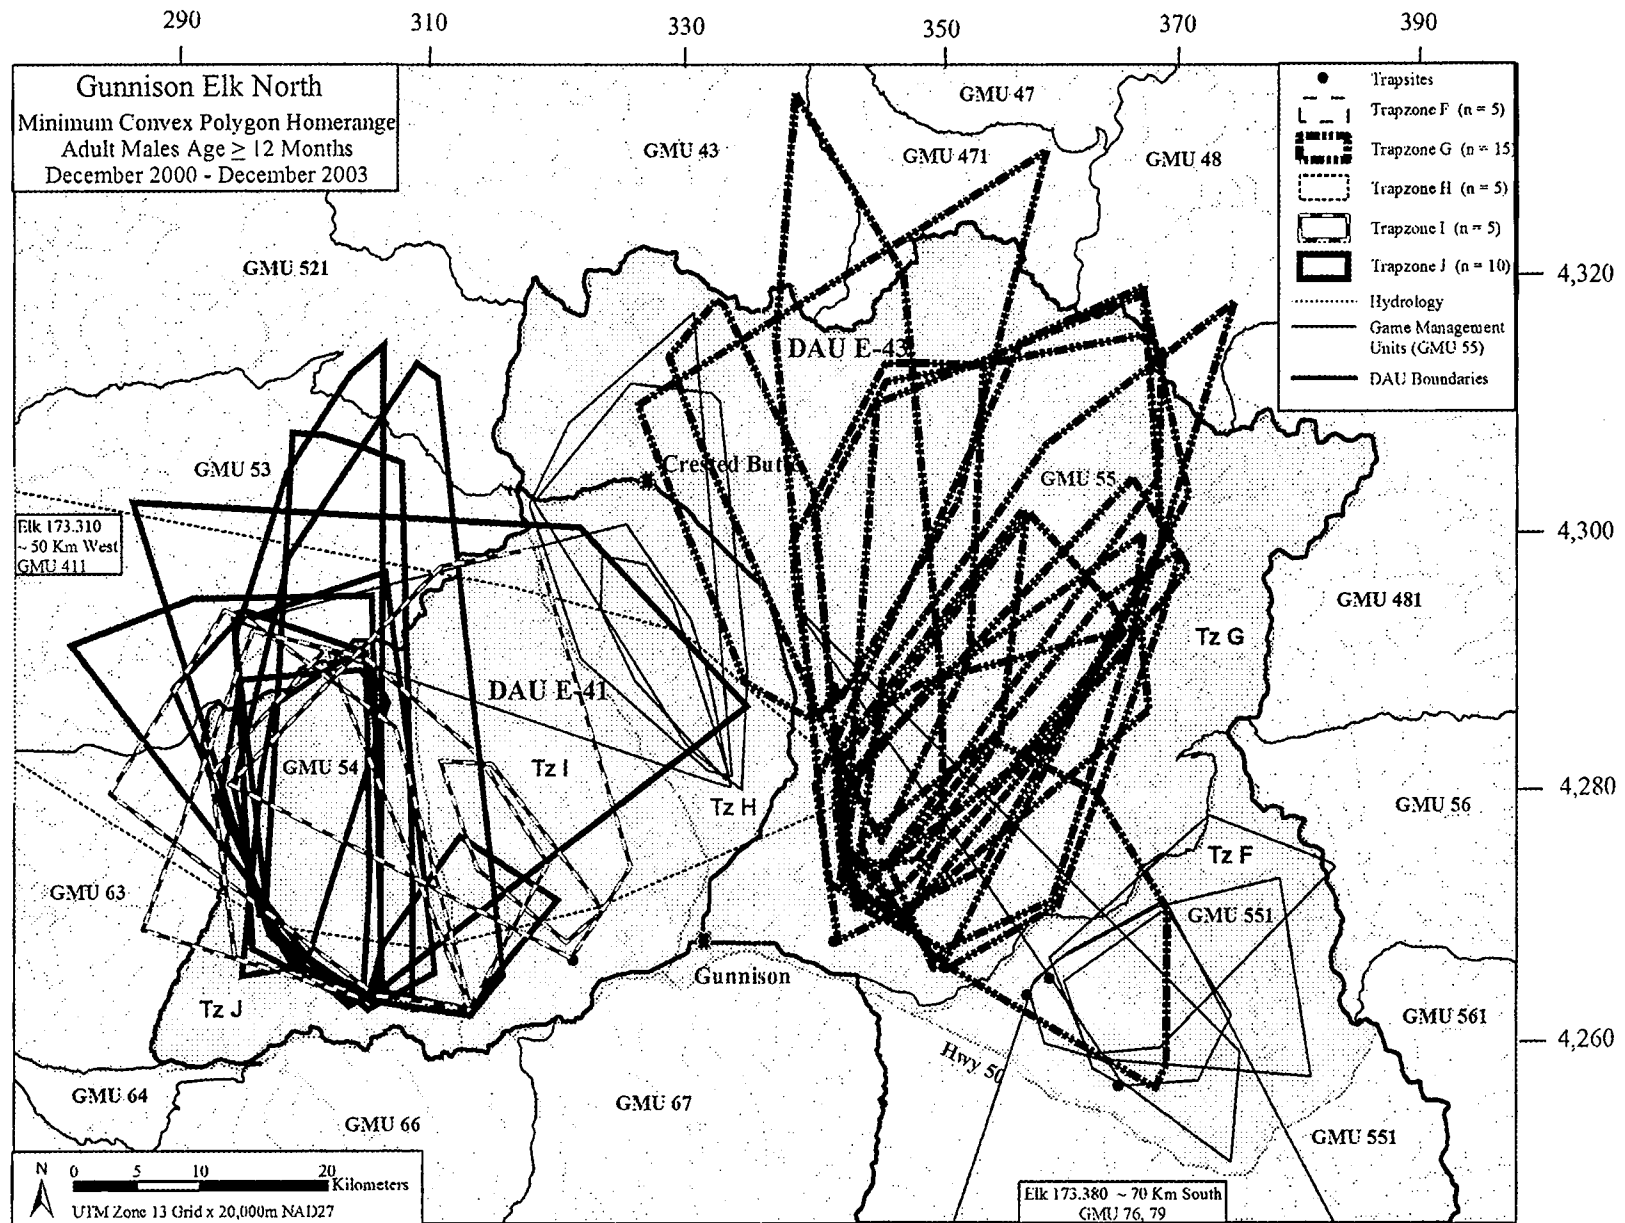 290 310 330 350 370 390
Gunnison Elk North
Minimum Convex Polygon Homerange
Adult Males Age ≥ 12 Months
December 2000 - December 2003
Trapsites
Trapzone F (n = 5)
Trapzone G (n = 15)
Trapzone H (n = 5)
Trapzone I (n = 5)
Trapzone J (n = 10)
Hydrology
Game Management
Units (GMU 55)
DAU Boundaries
GMU 47
GMU 43
GMU 471
GMU 48
GMU 521
4,320
DAU E-43
GMU 53
Crested Butte
GMU 55
Elk 173.310
~ 50 Km West
GMU 411
4,300
GMU 481
Tz G
DAU E-41
GMU 54
Tz I
Tz H
4,280
GMU 56
Tz F
GMU 63
GMU 551
Gunnison
Tz J
GMU 561
4,260
Hwy 50
GMU 64
GMU 67
GMU 66
GMU 551
N 0 5 10 20
Kilometers
UTM Zone 13 Grid x 20,000m NAD27
Elk 173.380 ~ 70 Km South
GMU 76, 79